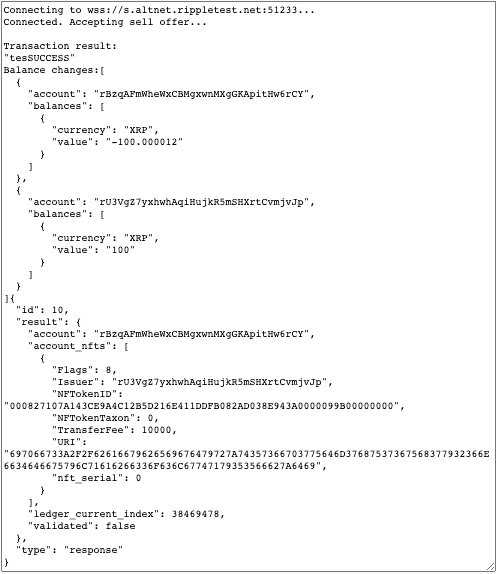 Connecting to wss://s.altnet.rippletest.net:51233...
Connected. Accepting sell offer...
Transaction result:
"tesSUCCESS"
Balance changes:[
{
"account": "rBzqAFmWheWxCBMgxwnMXgGKApitHw6rCY",
"balances": [
{
"currency": "XRP",
"value": "-100.000012"
}
]
},
{
"account": "rU3VgZ7yxhwhAqiHujkR5mSHXrtCvmjvJp",
"balances": [
{
"currency": "XRP",
"value": "100"
}
]
}
]{
"id": 10,
"result": {
"account": "rBzqAFmWheWxCBMgxwnMXgGKApitHw6rCY",
"account_nfts": [
{
"Flags": 8,
"Issuer": "rU3VgZ7yxhwhAqiHujkR5mSHXrtCvmjvJp",
"NFTokenID":
"000827107A143CE9A4C12B5D216E411DDFB082AD038E943A0000099B00000000",
"NFTokenTaxon": 0,
"TransferFee": 10000,
"URI":
"697066733A2F2F62616679626569676479727A74357366703775646D37687537367568377932366E
6634646675796C71616266336F636C67747179353566627A6469",
"nft_serial": 0
}
],
"ledger_current_index": 38469478,
"validated": false
},
"type": "response"
}